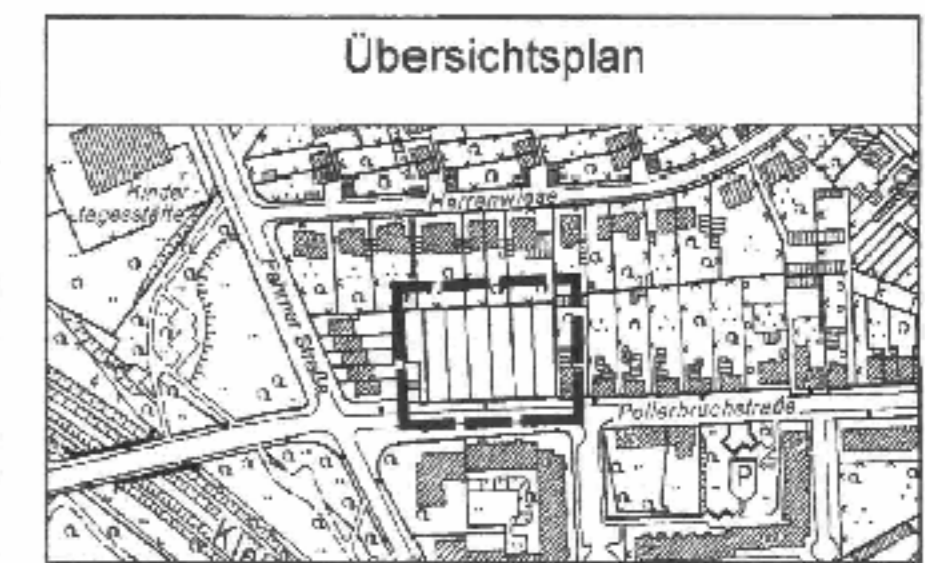 Übersichtsplan
Kinder-
tagesstätte
Herrenwiese
Fahrner Straße
Pollerbruchstraße
P